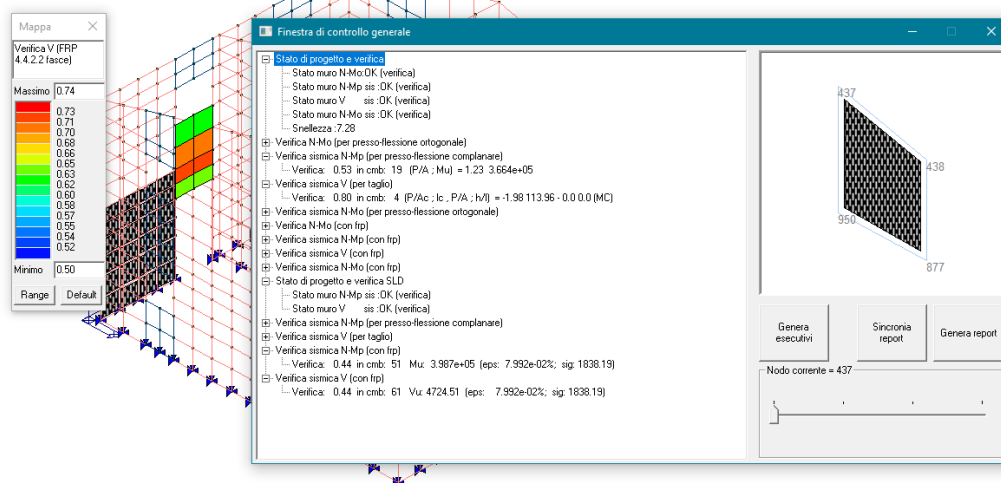 Mappa
Verifica V (FRP
4.4.2.2 fasce)
Massimo 0.74
0.73
0.71
0.70
0.68
0.66
0.65
0.63
0.62
0.60
0.58
0.57
0.55
0.54
0.52
Minimo 0.50
Range Default
Finestra di controllo generale
Stato di progetto e verifica
Stato muro N-Mo:OK (verifica)
Stato muro N-Mp sis :OK (verifica)
Stato muro V sis :OK (verifica)
Stato muro N-Mo sis :OK (verifica)
Snellezza :7.28
Verifica N-Mo (per presso-flessione ortogonale)
Verifica sismica N-Mp (per presso-flessione complanare)
Verifica: 0.53 in cmb: 19 (P/A ; Mu) = 1.23 3.664e+05
Verifica sismica V (per taglio)
Verifica: 0.80 in cmb: 4 (P/Ac ; lc , P/A ; h/l) = -1.98 113.96 - 0.0 0.0 (MC)
Verifica sismica N-Mo (per presso-flessione ortogonale)
Verifica N-Mo (con frp)
Verifica sismica N-Mp (con frp)
Verifica sismica V (con frp)
Verifica sismica N-Mo (con frp)
Stato di progetto e verifica SLD
Stato muro N-Mp sis :OK (verifica)
Stato muro V sis :OK (verifica)
Verifica sismica N-Mp (per presso-flessione complanare)
Verifica sismica V (per taglio)
Verifica sismica N-Mp (con frp)
Verifica: 0.44 in cmb: 51 Mu: 3.987e+05 (eps: 7.992e-02%; sig: 1838.19)
Verifica sismica V (con frp)
Verifica: 0.44 in cmb: 61 Vu: 4724.51 (eps: 7.992e-02%; sig: 1838.19)
437
438
950
877
Genera
esecutivi
Sincronia
report
Genera report
Nodo corrente = 437